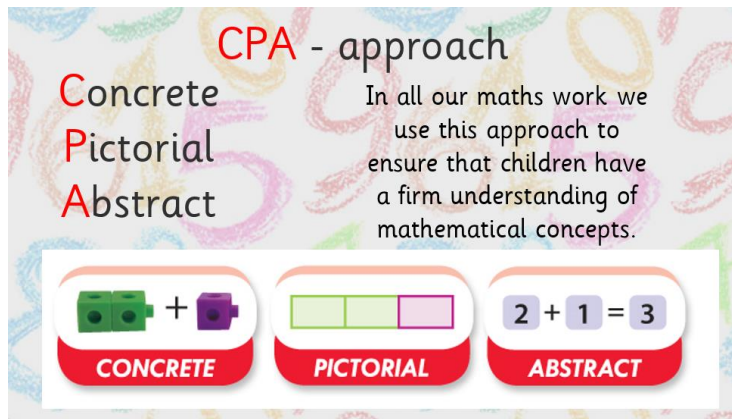 CPA - approach
Concrete
Pictorial
Abstract
In all our maths work we
use this approach to
ensure that children have
a firm understanding of
mathematical concepts.
+
2 + 1 = 3
CONCRETE
PICTORIAL
ABSTRACT